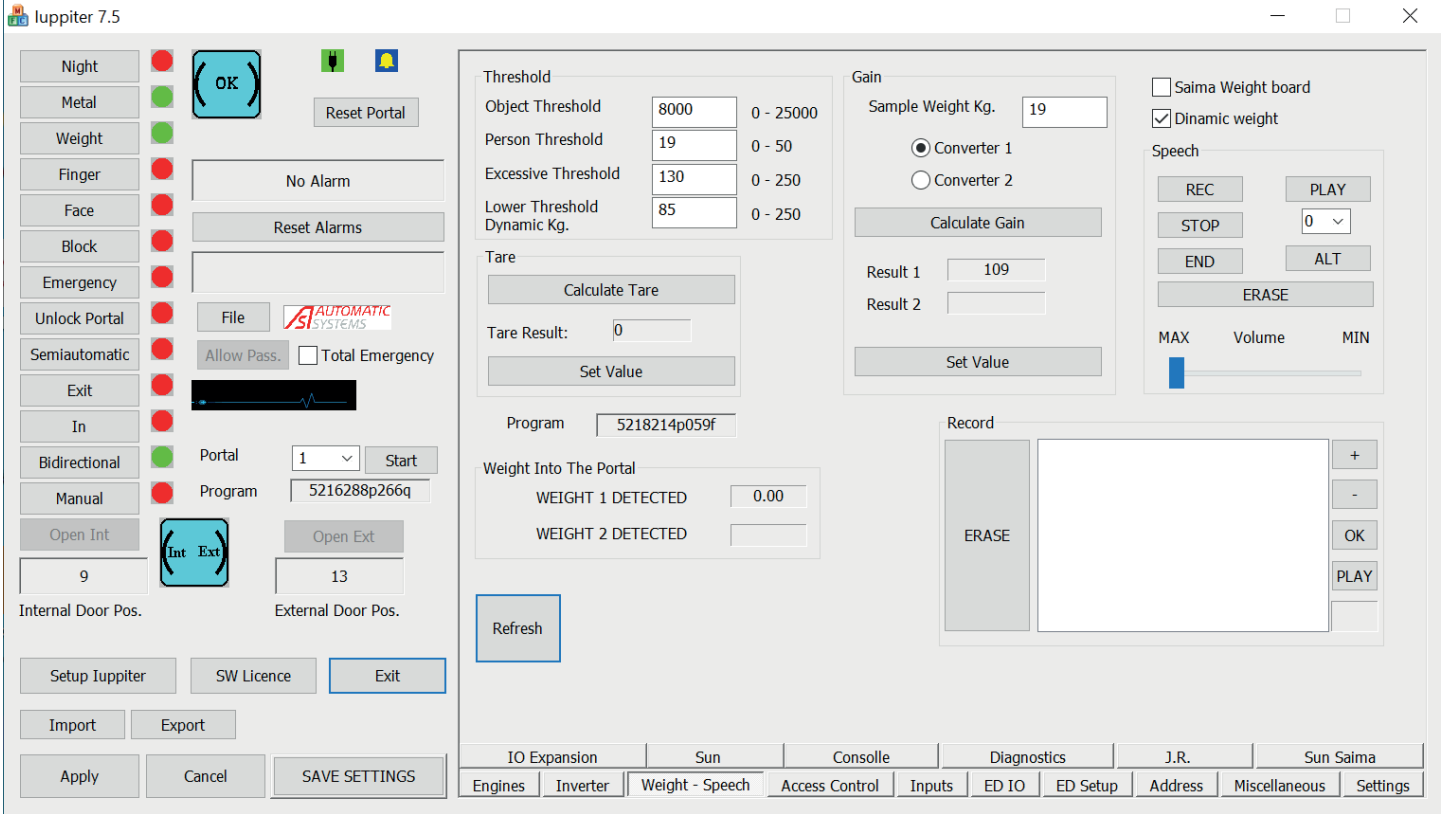 Iuppiter 7.5
Night
Metal
Weight
Finger
Face
Block
Emergency
Unlock Portal
Semiautomatic
Exit
In
Bidirectional
Manual
Open Int
9
Internal Door Pos.
OK
Reset Portal
No Alarm
Reset Alarms
File
AUTOMATIC
SYSTEMS
Allow Pass.
Total Emergency
Portal
1
Start
Program
5216288p266q
Int Ext
Open Ext
13
External Door Pos.
Setup Iuppiter
SW Licence
Exit
Import
Export
Apply
Cancel
SAVE SETTINGS
Threshold
Object Threshold 8000 0 - 25000
Person Threshold 19 0 - 50
Excessive Threshold 130 0 - 250
Lower Threshold
Dynamic Kg. 85 0 - 250
Tare
Calculate Tare
Tare Result: 0
Set Value
Program 5218214p059f
Weight Into The Portal
WEIGHT 1 DETECTED 0.00
WEIGHT 2 DETECTED
Refresh
Gain
Sample Weight Kg. 19
Converter 1
Converter 2
Calculate Gain
Result 1 109
Result 2
Set Value
Saima Weight board
Dinamic weight
Speech
REC PLAY
STOP 0
END ALT
ERASE
MAX Volume MIN
Record
ERASE
+
-
OK
PLAY
IO Expansion Sun Consolle Diagnostics J.R. Sun Saima
Engines Inverter Weight - Speech Access Control Inputs ED IO ED Setup Address Miscellaneous Settings